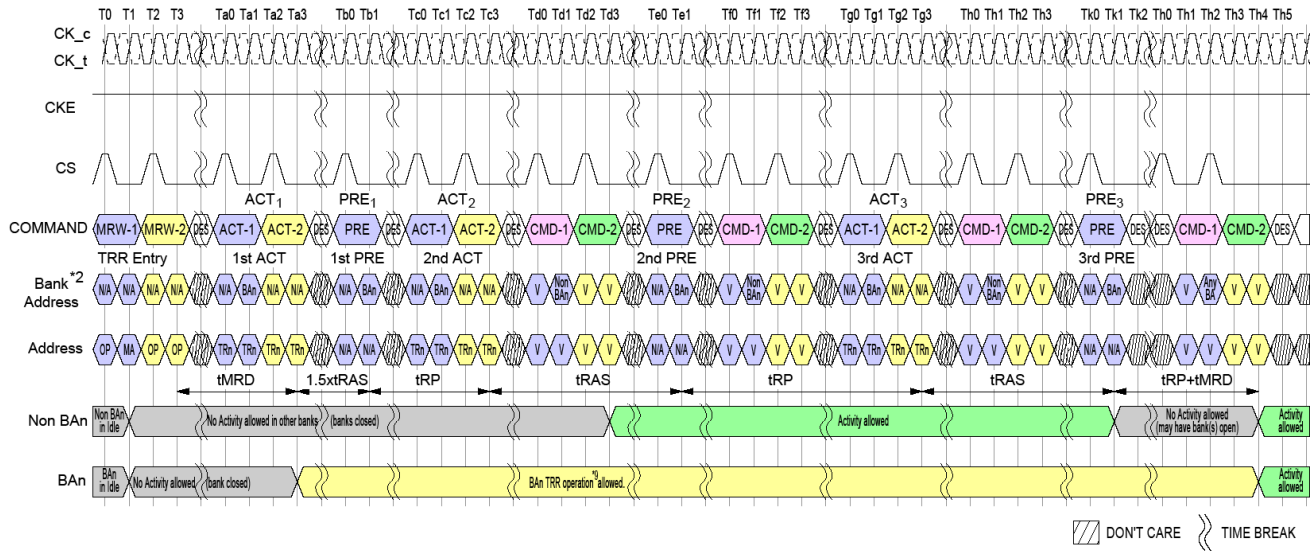 T0 T1 T2 T3 Ta0 Ta1 Ta2 Ta3 Tb0 Tb1 Tc0 Tc1 Tc2 Tc3 Td0 Td1 Td2 Td3 Te0 Te1 Tf0 Tf1 Tf2 Tf3 Tg0 Tg1 Tg2 Tg3 Th0 Th1 Th2 Th3 Tk0 Tk1 Tk2 Th0 Th1 Th2 Th3 Th4 Th5
CK_c
CK_t
CKE
CS
ACT1 PRE1 ACT2 PRE2 ACT3 PRE3
COMMAND MRW-1 MRW-2 DES ACT-1 ACT-2 DES PRE DES ACT-1 ACT-2 DES CMD-1 CMD-2 DES PRE DES CMD-1 CMD-2 DES ACT-1 ACT-2 DES CMD-1 CMD-2 DES PRE DES DES CMD-1 CMD-2 DES
TRR Entry 1st ACT 1st PRE 2nd ACT 2nd PRE 3rd ACT 3rd PRE
Bank*2 Address N/A N/A N/A N/A N/A BAn N/A N/A N/A BAn N/A BAn N/A N/A V Non BAn V V N/A BAn V Non BAn V V N/A BAn N/A N/A V Non BAn V V N/A BAn V Any BA V V
Address OP MA OP OP TRn TRn TRn TRn N/A N/A TRn TRn TRn TRn V V V V N/A N/A V V V V TRn TRn TRn TRn V V V V N/A N/A V V V V
tMRD 1.5xtRAS tRP tRAS tRP tRAS tRP+tMRD
Non BAn Non BAn in Idle No Activity allowed in other banks (banks closed) Activity allowed No Activity allowed (may have bank(s) open) Activity allowed
BAn BAn in Idle No Activity allowed (bank closed) BAn TRR operation*9 allowed. Activity allowed
DON'T CARE TIME BREAK